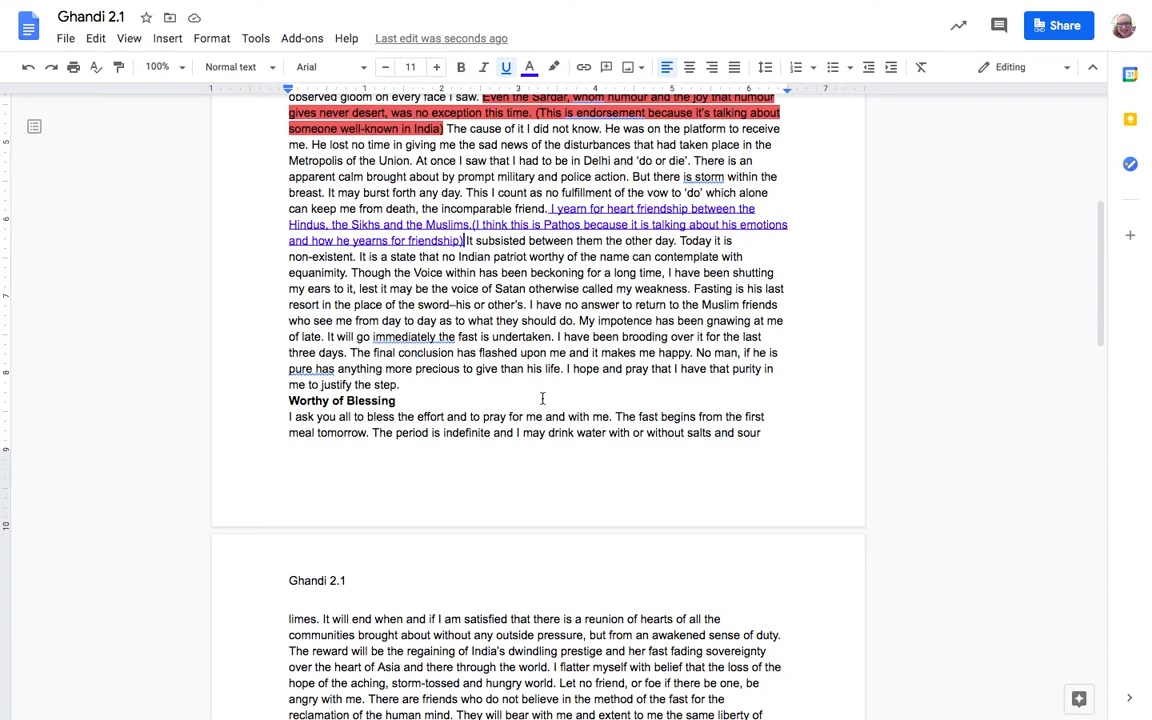 Ghandi 2.1
File Edit View Insert Format Tools Add-ons Help Last edit was seconds ago
Share
100% Normal text Arial 11 B I U A Editing
1 1 2 3 4 5 6 7
observed gloom on every face I saw. Even the Sardar, whom humour and the joy that humour
gives never desert, was no exception this time. (This is endorsement because it's talking about
someone well-known in India) The cause of it I did not know. He was on the platform to receive
me. He lost no time in giving me the sad news of the disturbances that had taken place in the
Metropolis of the Union. At once I saw that I had to be in Delhi and 'do or die'. There is an
apparent calm brought about by prompt military and police action. But there is storm within the
breast. It may burst forth any day. This I count as no fulfillment of the vow to 'do' which alone
can keep me from death, the incomparable friend. I yearn for heart friendship between the
Hindus, the Sikhs and the Muslims.(I think this is Pathos because it is talking about his emotions
and how he yearns for friendship) It subsisted between them the other day. Today it is
non-existent. It is a state that no Indian patriot worthy of the name can contemplate with
equanimity. Though the Voice within has been beckoning for a long time, I have been shutting
my ears to it, lest it may be the voice of Satan otherwise called my weakness. Fasting is his last
resort in the place of the sword–his or other's. I have no answer to return to the Muslim friends
who see me from day to day as to what they should do. My impotence has been gnawing at me
of late. It will go immediately the fast is undertaken. I have been brooding over it for the last
three days. The final conclusion has flashed upon me and it makes me happy. No man, if he is
pure has anything more precious to give than his life. I hope and pray that I have that purity in
me to justify the step.
Worthy of Blessing
I ask you all to bless the effort and to pray for me and with me. The fast begins from the first
meal tomorrow. The period is indefinite and I may drink water with or without salts and sour
Ghandi 2.1
limes. It will end when and if I am satisfied that there is a reunion of hearts of all the
communities brought about without any outside pressure, but from an awakened sense of duty.
The reward will be the regaining of India's dwindling prestige and her fast fading sovereignty
over the heart of Asia and there through the world. I flatter myself with belief that the loss of the
hope of the aching, storm-tossed and hungry world. Let no friend, or foe if there be one, be
angry with me. There are friends who do not believe in the method of the fast for the
reclamation of the human mind. They will bear with me and extent to me the same liberty of
5
6
7
8
9
10
31